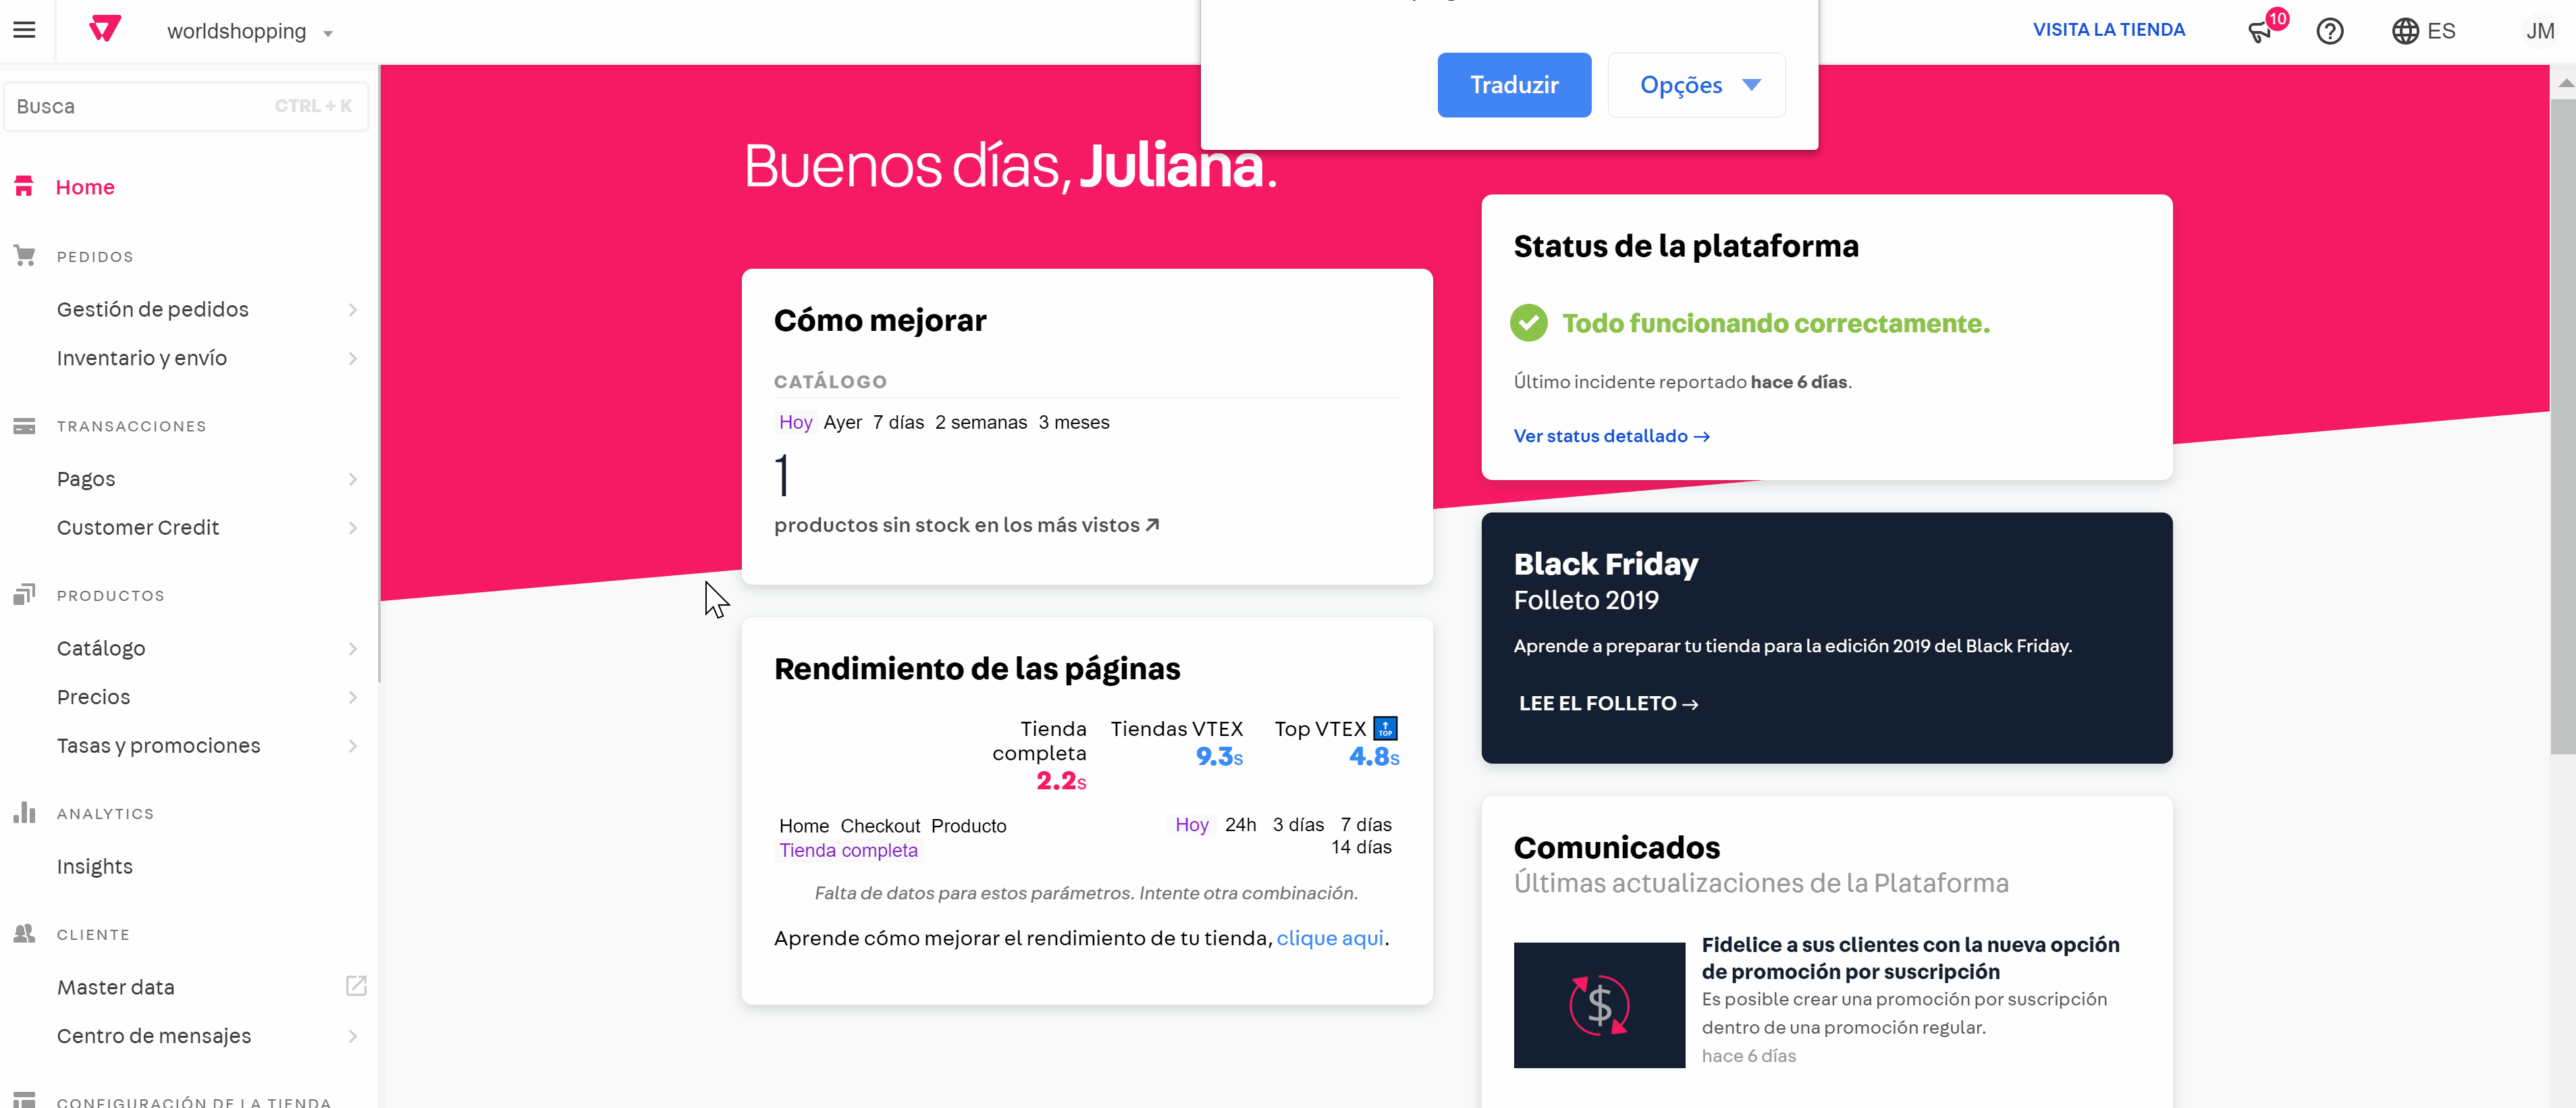 worldshopping
VISITA LA TIENDA
10
ES
JM
Traduzir
Opções
Busca
CTRL + K
Home
PEDIDOS
Gestión de pedidos
Inventario y envío
TRANSACCIONES
Pagos
Customer Credit
PRODUCTOS
Catálogo
Precios
Tasas y promociones
ANALYTICS
Insights
CLIENTE
Master data
Centro de mensajes
CONFIGURACIÓN DE LA TIENDA
Buenos días, Juliana.
Cómo mejorar
CATÁLOGO
Hoy Ayer 7 días 2 semanas 3 meses
1
productos sin stock en los más vistos
Rendimiento de las páginas
Tienda completa
2.2s
Tiendas VTEX
9.3s
Top VTEX TOP
4.8s
Home Checkout Producto
Tienda completa
Hoy 24h 3 días 7 días
14 días
Falta de datos para estos parámetros. Intente otra combinación.
Aprende cómo mejorar el rendimiento de tu tienda, clique aqui.
Status de la plataforma
Todo funcionando correctamente.
Último incidente reportado hace 6 días.
Ver status detallado →
Black Friday
Folleto 2019
Aprende a preparar tu tienda para la edición 2019 del Black Friday.
LEE EL FOLLETO →
Comunicados
Últimas actualizaciones de la Plataforma
$
Fidelice a sus clientes con la nueva opción
de promoción por suscripción
Es posible crear una promoción por suscripción
dentro de una promoción regular.
hace 6 días